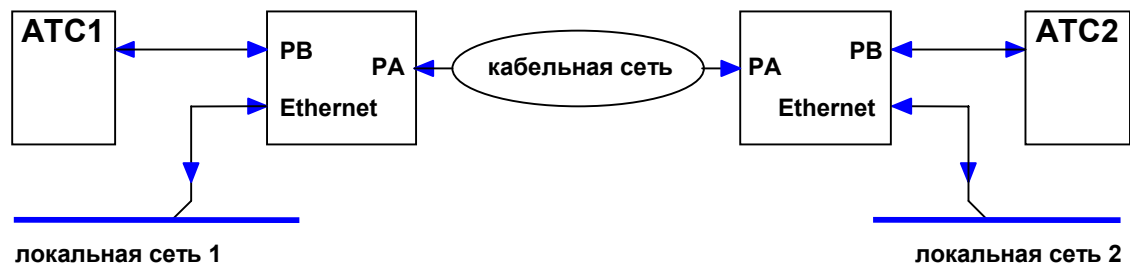 АТС1
PB
PA
Ethernet
кабельная сеть
PA
PB
Ethernet
АТС2
локальная сеть 1
локальная сеть 2